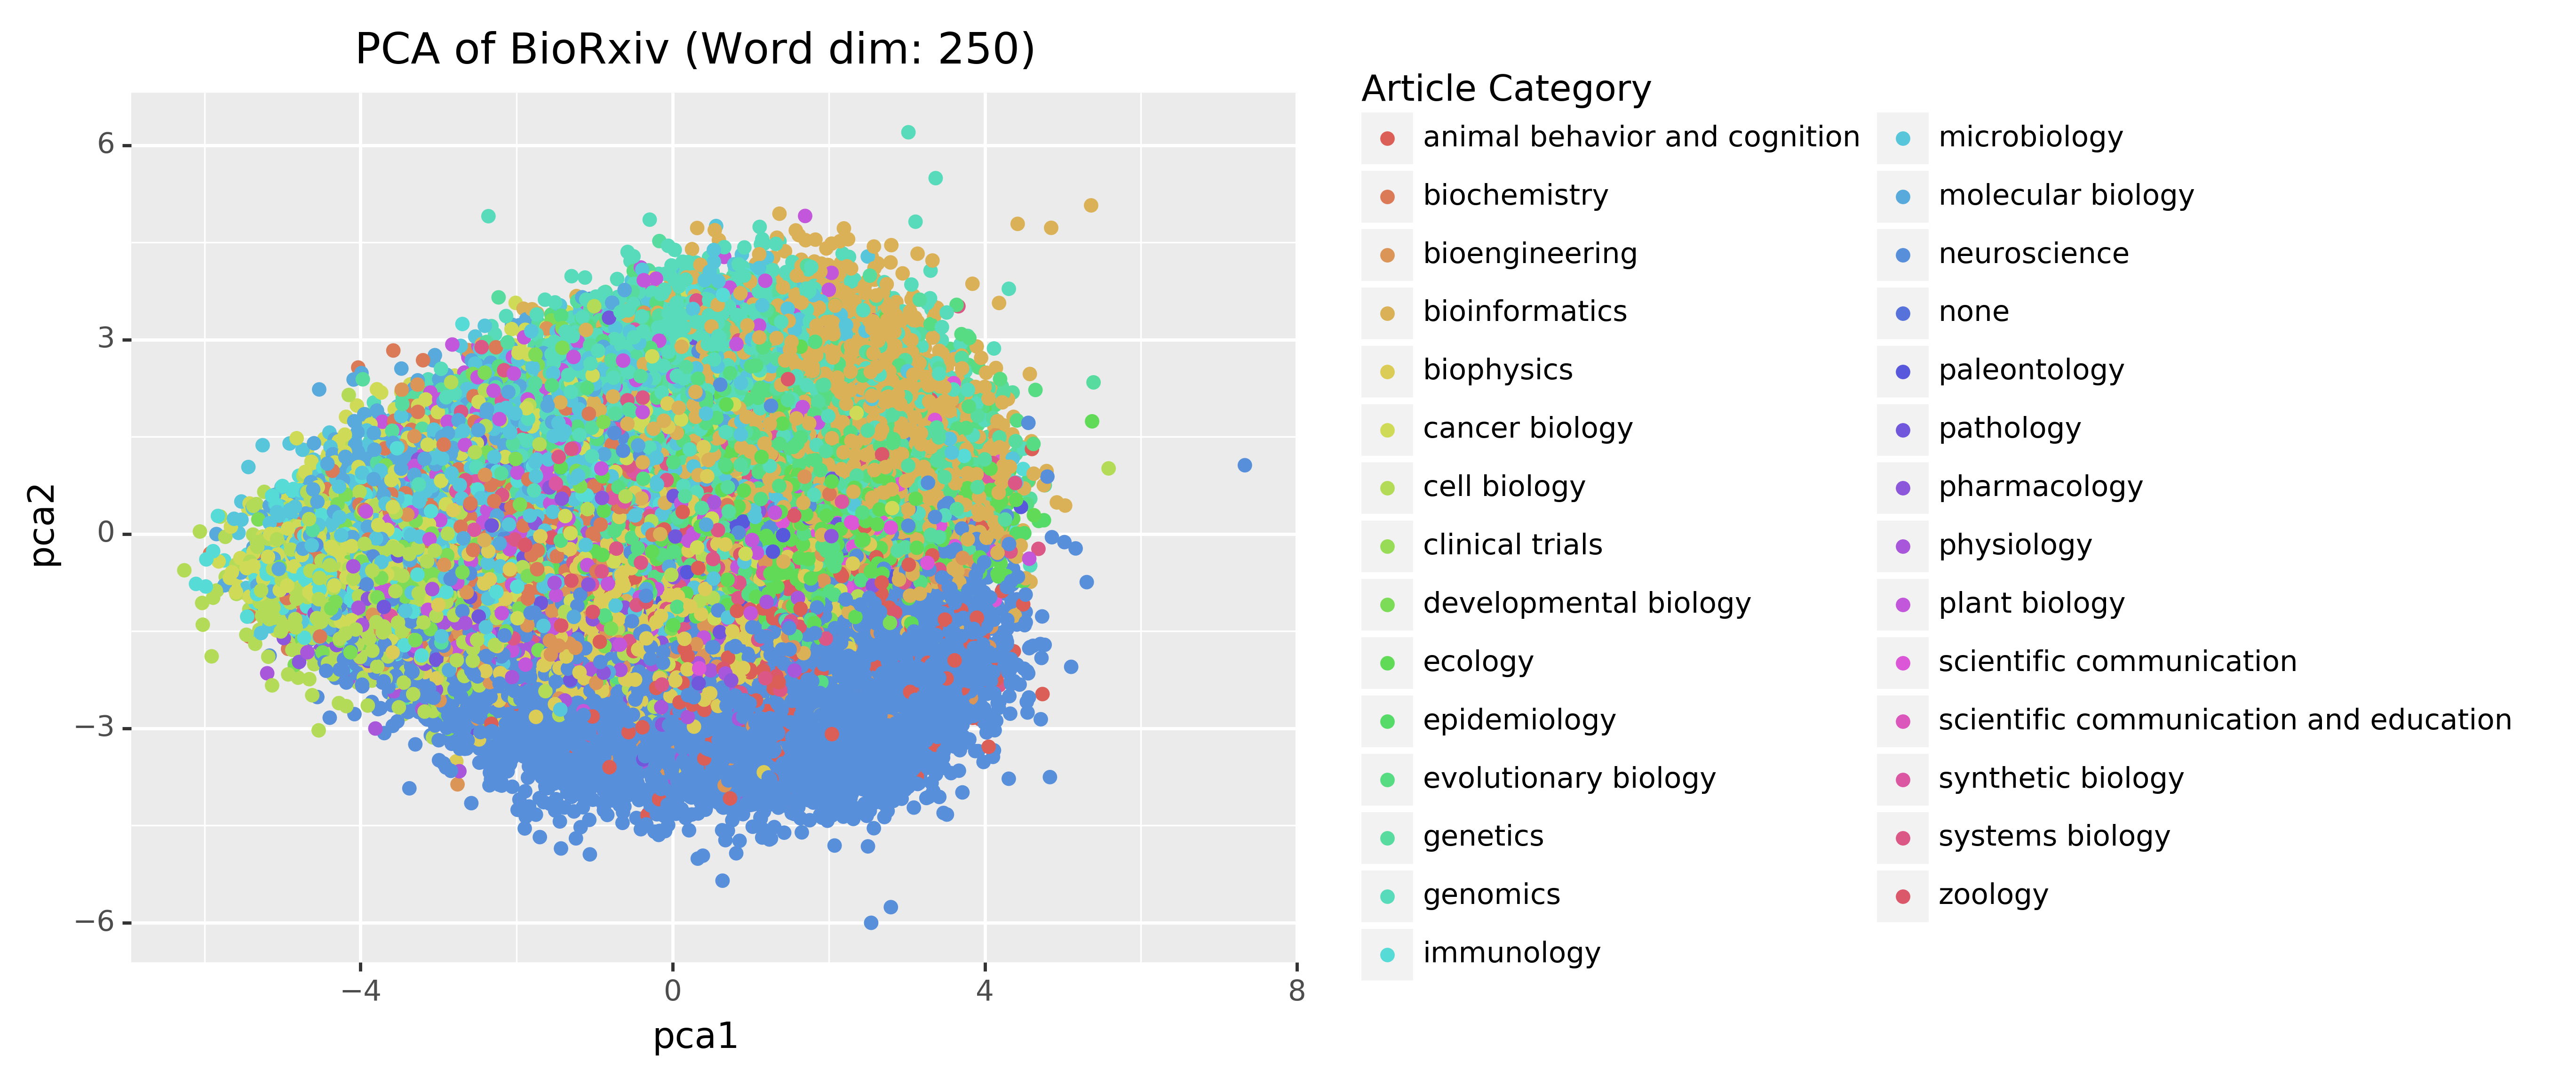 PCA of BioRxiv (Word dim: 250)
pca2
6
3
0
−3
−6
−4
0
4
8
pca1
Article Category
animal behavior and cognition
biochemistry
bioengineering
bioinformatics
biophysics
cancer biology
cell biology
clinical trials
developmental biology
ecology
epidemiology
evolutionary biology
genetics
genomics
immunology
microbiology
molecular biology
neuroscience
none
paleontology
pathology
pharmacology
physiology
plant biology
scientific communication
scientific communication and education
synthetic biology
systems biology
zoology